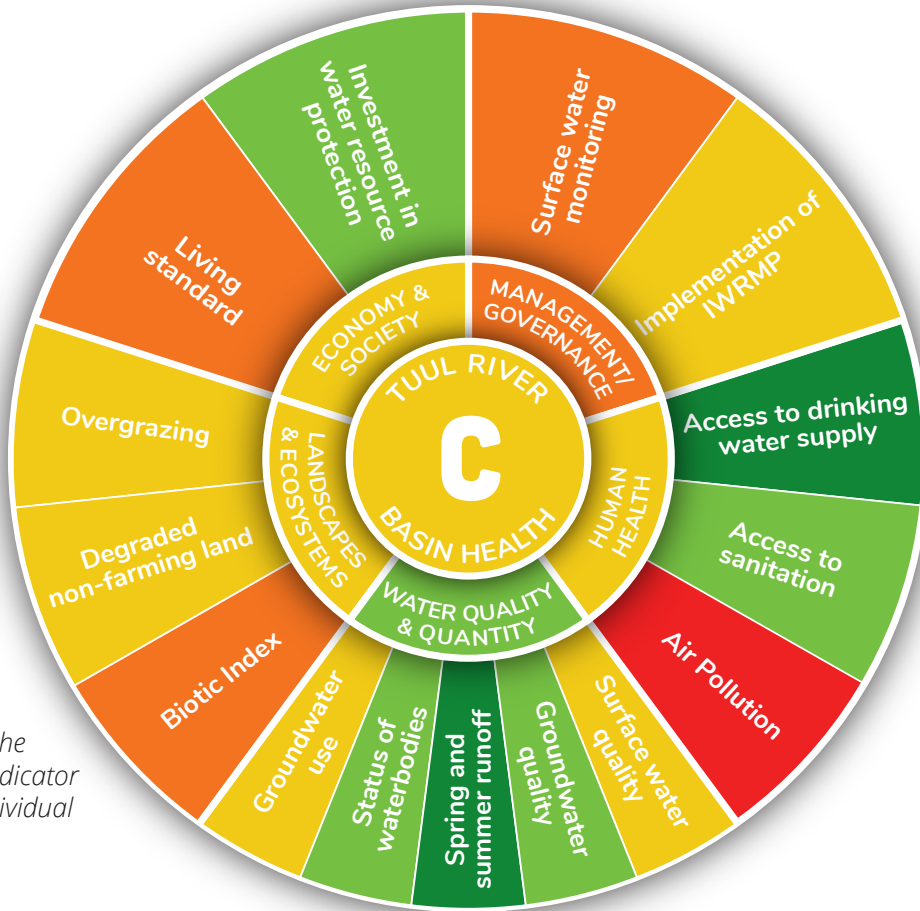 TUUL RIVER
C
BASIN HEALTH
MANAGEMENT/
GOVERNANCE
HUMAN
HEALTH
WATER QUALITY
& QUANTITY
LANDSCAPES
& ECOSYSTEMS
ECONOMY &
SOCIETY
Surface water
monitoring
Implementation of
IWRMP
Access to drinking
water supply
Access to
sanitation
Air Pollution
Surface water
quality
Groundwater
quality
Spring and
summer runoff
Status of
waterbodies
Groundwater
use
Biotic Index
Degraded
non-farming land
Overgrazing
Living
standard
Investment in
water resource
protection